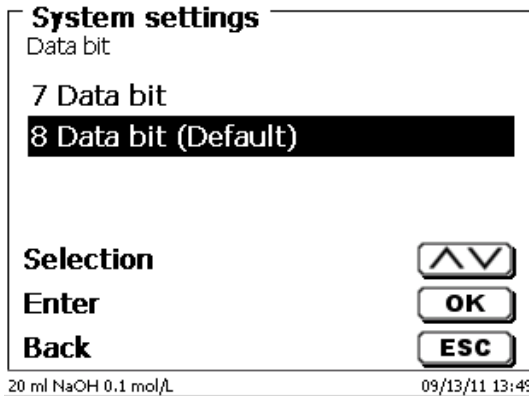 System settings
Data bit
7 Data bit
8 Data bit (Default)
Selection
Enter OK
Back ESC
20 ml NaOH 0.1 mol/L 09/13/11 13:49